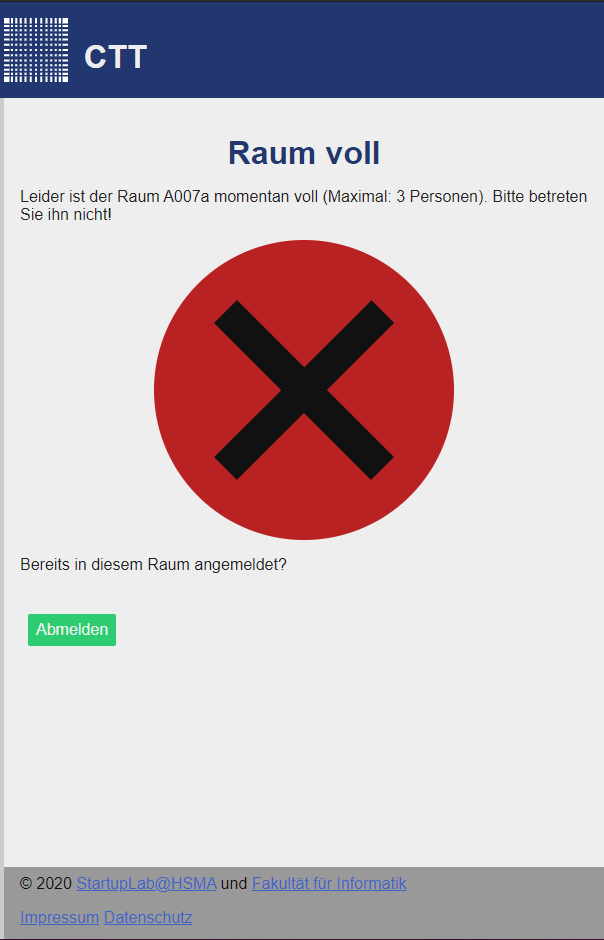 CTT
Raum voll
Leider ist der Raum A007a momentan voll (Maximal: 3 Personen). Bitte betreten
Sie ihn nicht!
Bereits in diesem Raum angemeldet?
Abmelden
© 2020 StartupLab@HSMA und Fakultät für Informatik
Impressum Datenschutz